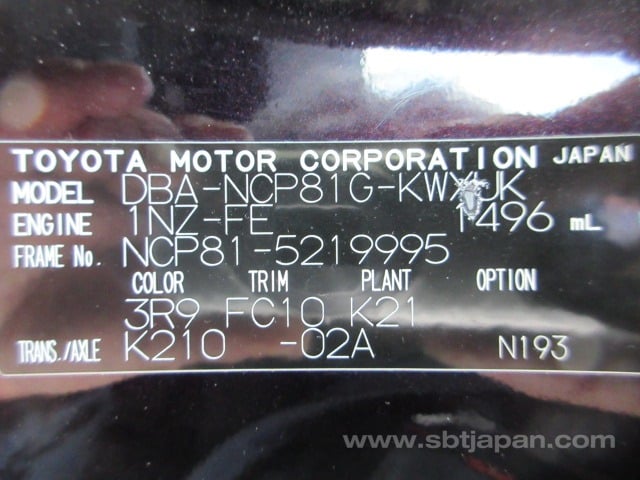 TOYOTA MOTOR CORPORATION JAPAN
MODEL DBA-NCP81G-KWXUK
ENGINE 1NZ-FE 1496 mL
FRAME No. NCP81-5219995
COLOR TRIM PLANT OPTION
3R9 FC10 K21
TRANS./AXLE K210 -02A N193
www.sbtjapan.com